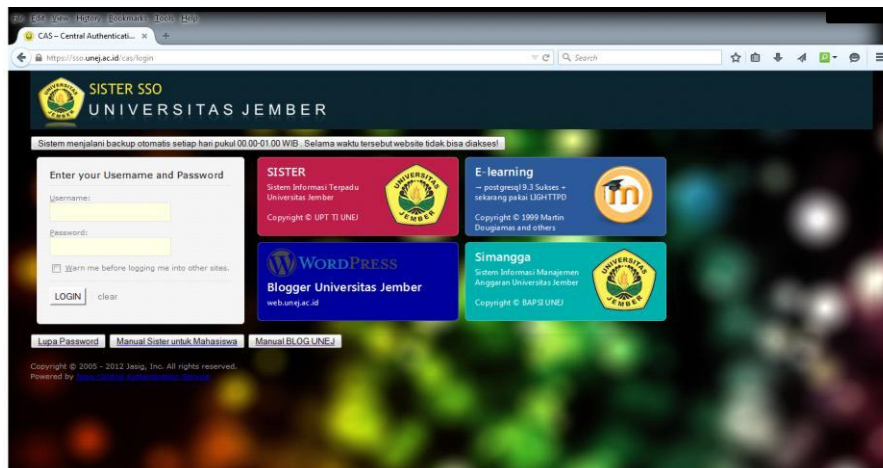 File Edit View History Bookmarks Tools Help
CAS – Central Authenticati... × +
https://sso.unej.ac.id/cas/login
Search
SISTER SSO
UNIVERSITAS JEMBER
Sistem menjalani backup otomatis setiap hari pukul 00.00-01.00 WIB . Selama waktu tersebut website tidak bisa diakses!
Enter your Username and Password
Username:
Password:
Warn me before logging me into other sites.
LOGIN clear
SISTER
Sistem Informasi Terpadu
Universitas Jember
Copyright © UPT TI UNEJ
UNIVERSITAS
JEMBER
E-learning
→ postgresql 9.3 Sukses +
sekarang pakai LIGHTTPD
Copyright © 1999 Martin
Dougiamas and others
m
WORDPRESS
Blogger Universitas Jember
web.unej.ac.id
Simangga
Sistem Informasi Manajemen
Anggaran Universitas Jember
Copyright © BAPSI UNEJ
UNIVERSITAS
JEMBER
Lupa Password Manual Sister untuk Mahasiswa Manual BLOG UNEJ
Copyright © 2005 - 2012 Jasig, Inc. All rights reserved.
Powered by